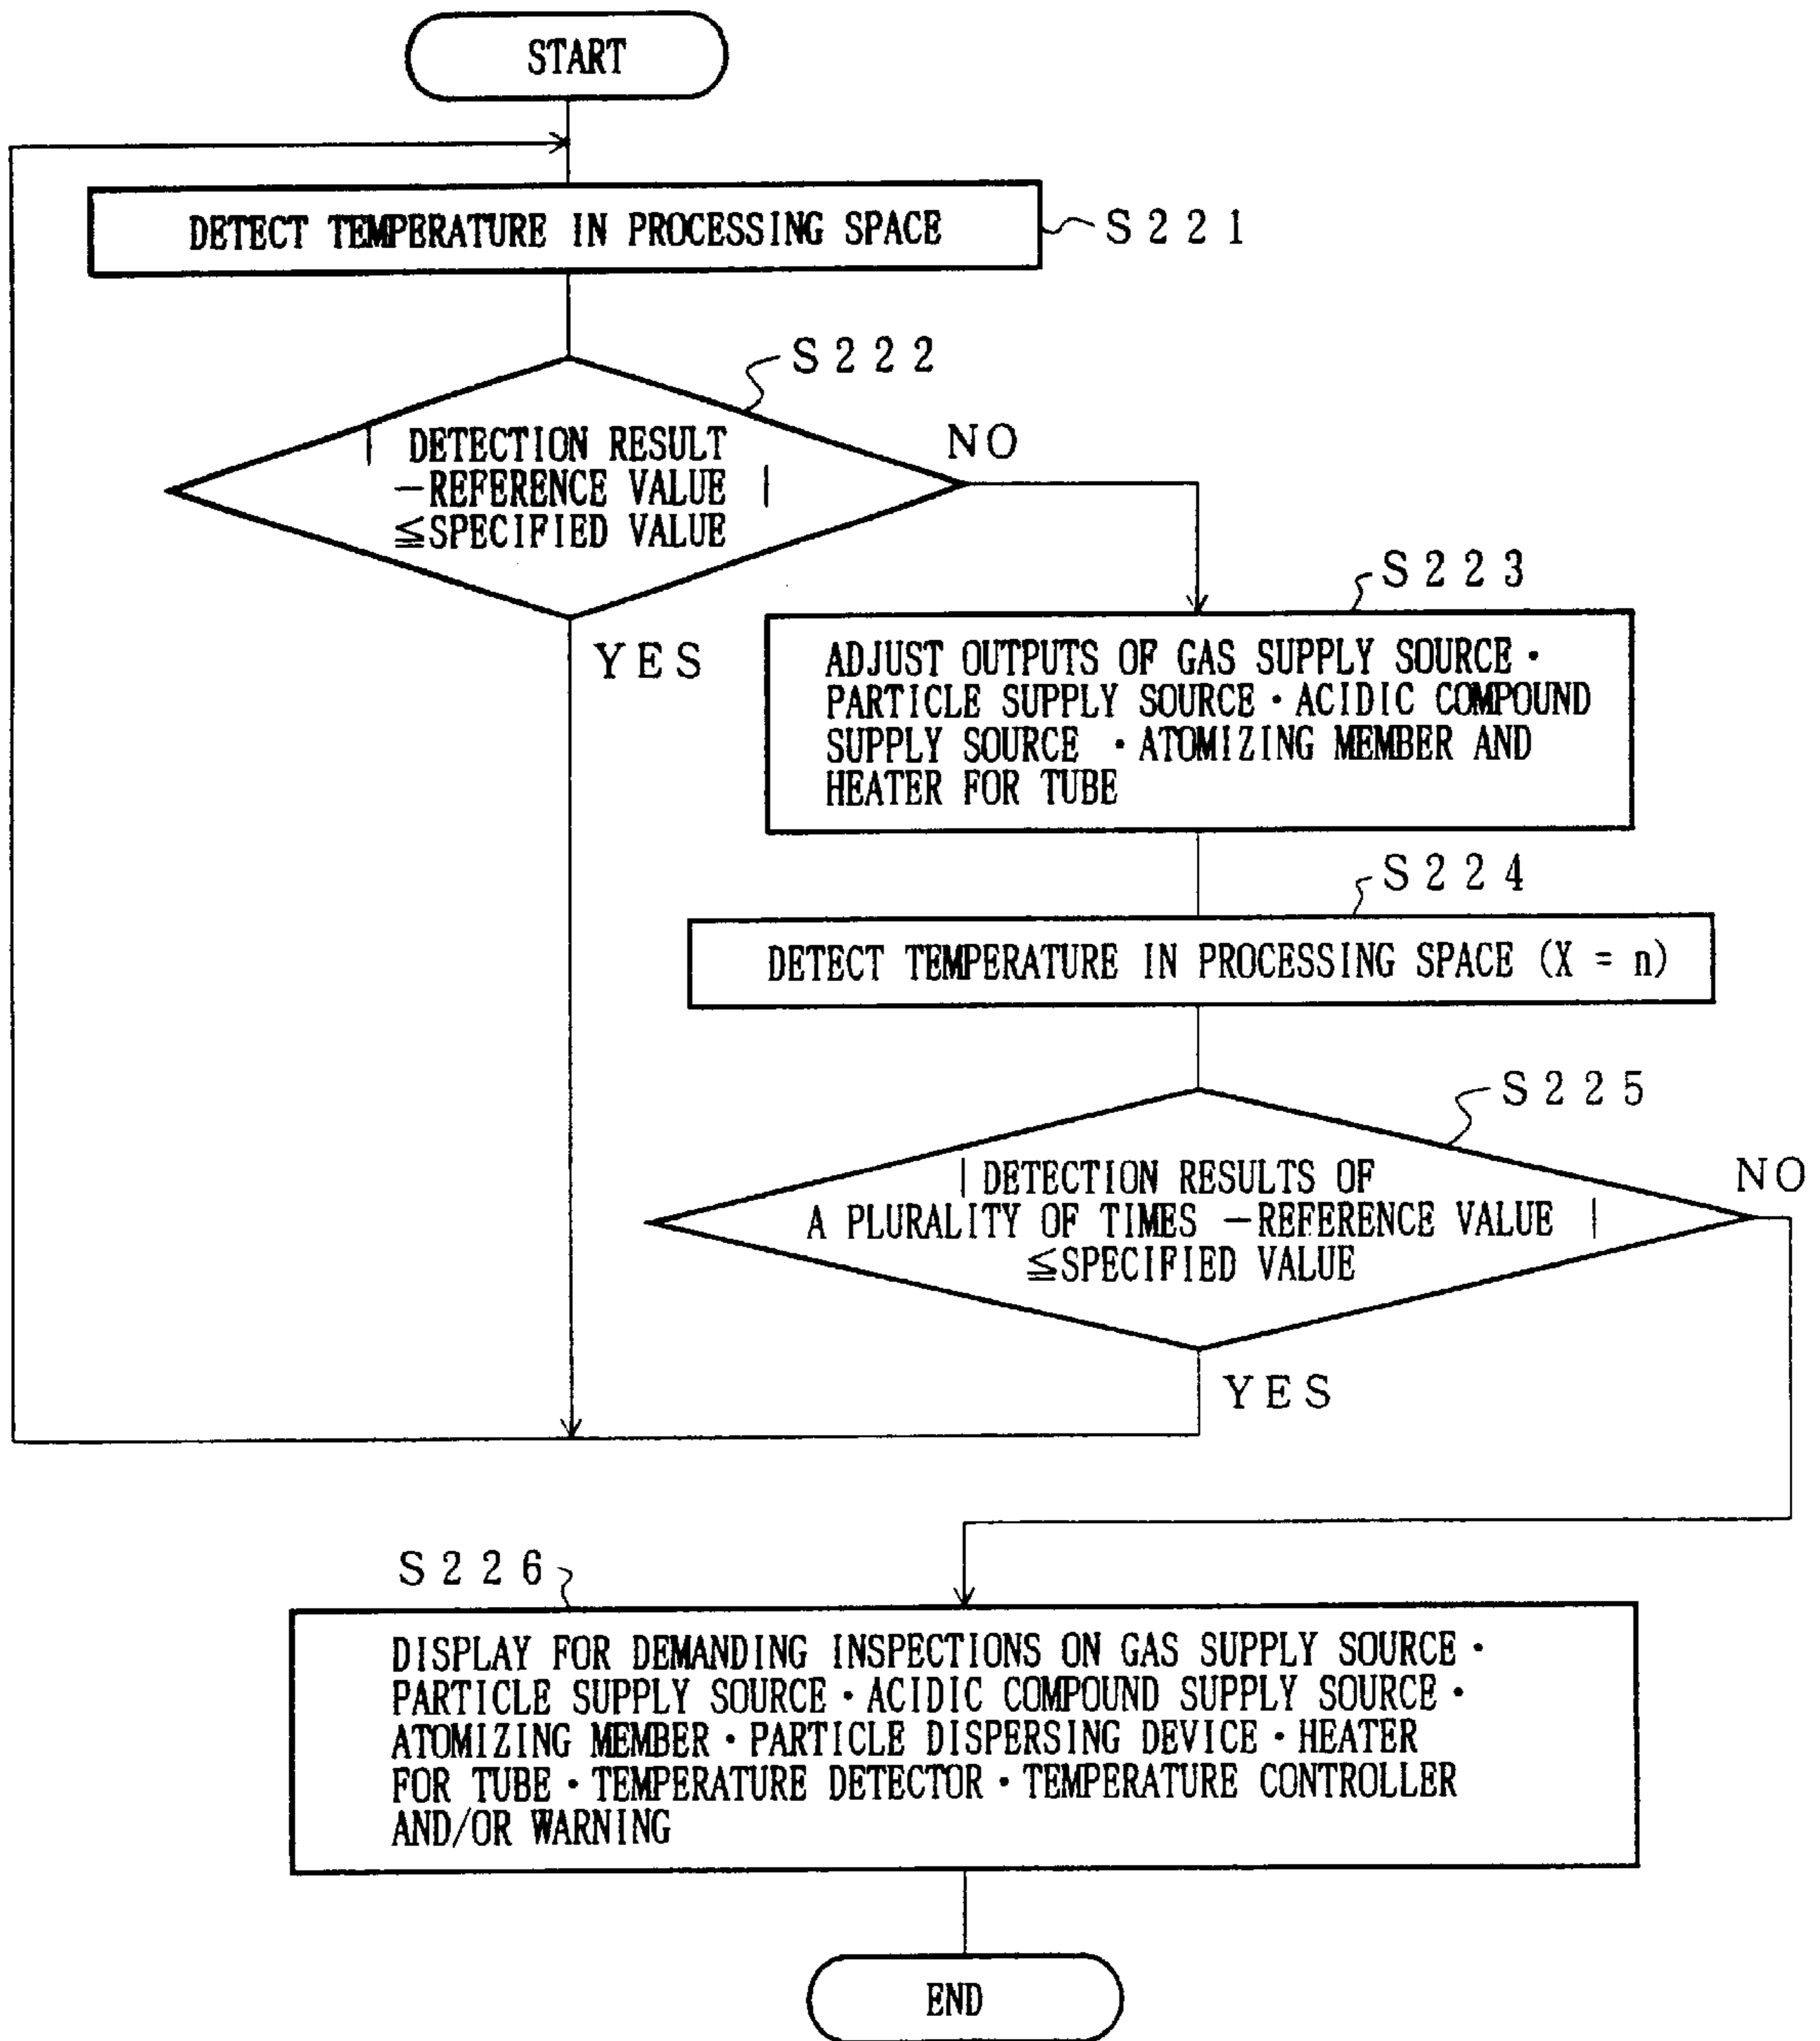 START
DETECT TEMPERATURE IN PROCESSING SPACE
S221
S222
| DETECTION RESULT
−REFERENCE VALUE |
≦SPECIFIED VALUE
NO
YES
S223
ADJUST OUTPUTS OF GAS SUPPLY SOURCE・
PARTICLE SUPPLY SOURCE・ACIDIC COMPOUND
SUPPLY SOURCE ・ATOMIZING MEMBER AND
HEATER FOR TUBE
S224
DETECT TEMPERATURE IN PROCESSING SPACE (X = n)
S225
| DETECTION RESULTS OF
A PLURALITY OF TIMES −REFERENCE VALUE |
≦SPECIFIED VALUE
NO
YES
S226
DISPLAY FOR DEMANDING INSPECTIONS ON GAS SUPPLY SOURCE・
PARTICLE SUPPLY SOURCE・ACIDIC COMPOUND SUPPLY SOURCE・
ATOMIZING MEMBER・PARTICLE DISPERSING DEVICE・HEATER
FOR TUBE・TEMPERATURE DETECTOR・TEMPERATURE CONTROLLER
AND/OR WARNING
END